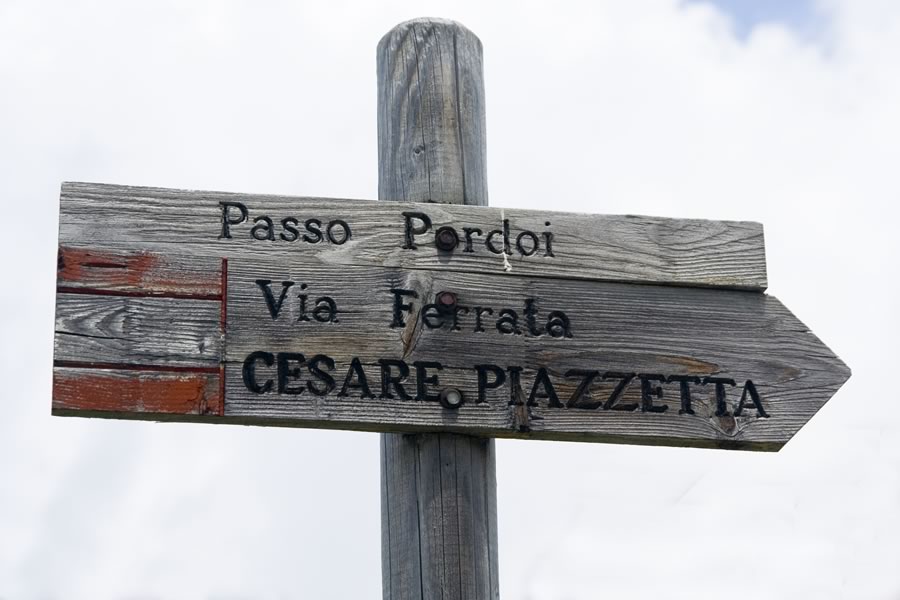 Passo Pordoi
Via Ferrata
CESARE PIAZZETTA